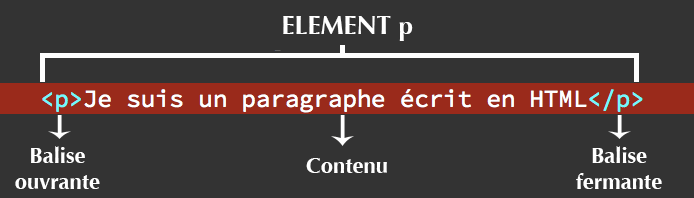 ELEMENT p
<p>Je suis un paragraphe écrit en HTML</p>
Balise
ouvrante
Contenu
Balise
fermante